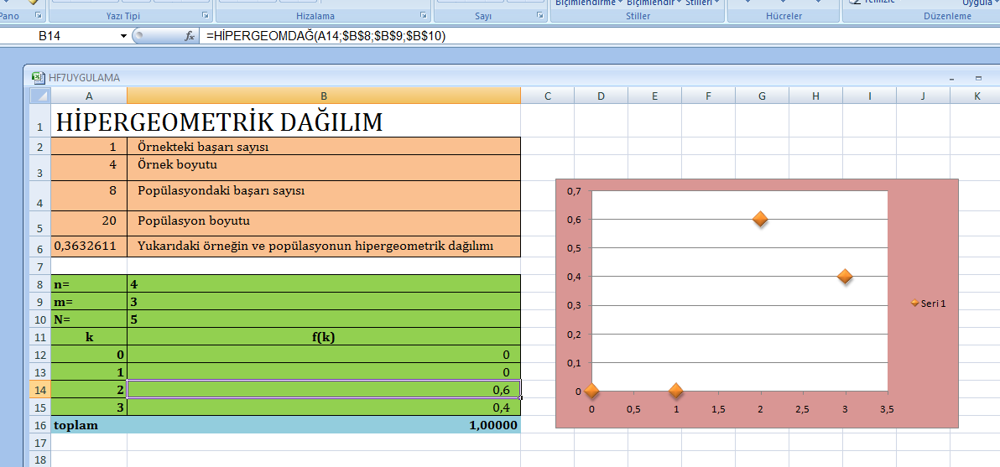 Pano Yazı Tipi Hizalama Sayı Biçimlendirme Biçimlendir Stilleri Stiller Hücreler Temizle Uygula Düzenleme
B14 fx =HİPERGEOMDAĞ(A14;$B$8;$B$9;$B$10)
HF7UYGULAMA
A B C D E F G H I J K
1 HİPERGEOMETRİK DAĞILIM
2 1 Örnekteki başarı sayısı
3 4 Örnek boyutu
4 8 Popülasyondaki başarı sayısı
5 20 Popülasyon boyutu
6 0,3632611 Yukarıdaki örneğin ve popülasyonun hipergeometrik dağılımı
7
8 n= 4
9 m= 3
10 N= 5
11 k f(k)
12 0 0
13 1 0
14 2 0,6
15 3 0,4
16 toplam 1,00000
17
18
0,7
0,6
0,5
0,4
0,3
0,2
0,1
0
0 0,5 1 1,5 2 2,5 3 3,5
Seri 1